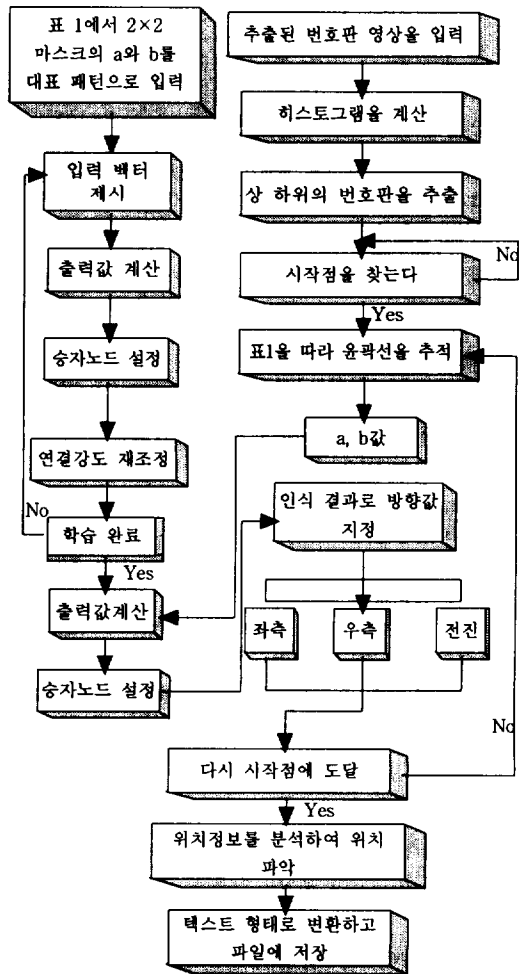 표 1에서 2×2
마스크의 a와 b를
대표 패턴으로 입력
입력 벡터
제시
출력값 계산
승자노드 설정
연결강도 재조정
No
학습 완료
Yes
출력값계산
승자노드 설정
추출된 번호판 영상을 입력
히스토그램을 계산
상 하위의 번호판을 추출
No
시작점을 찾는다
Yes
표1을 따라 윤곽선을 추적
a, b값
인식 결과로 방향값
지정
좌측
우측
전진
No
다시 시작점에 도달
Yes
위치정보를 분석하여 위치
파악
텍스트 형태로 변환하고
파일에 저장